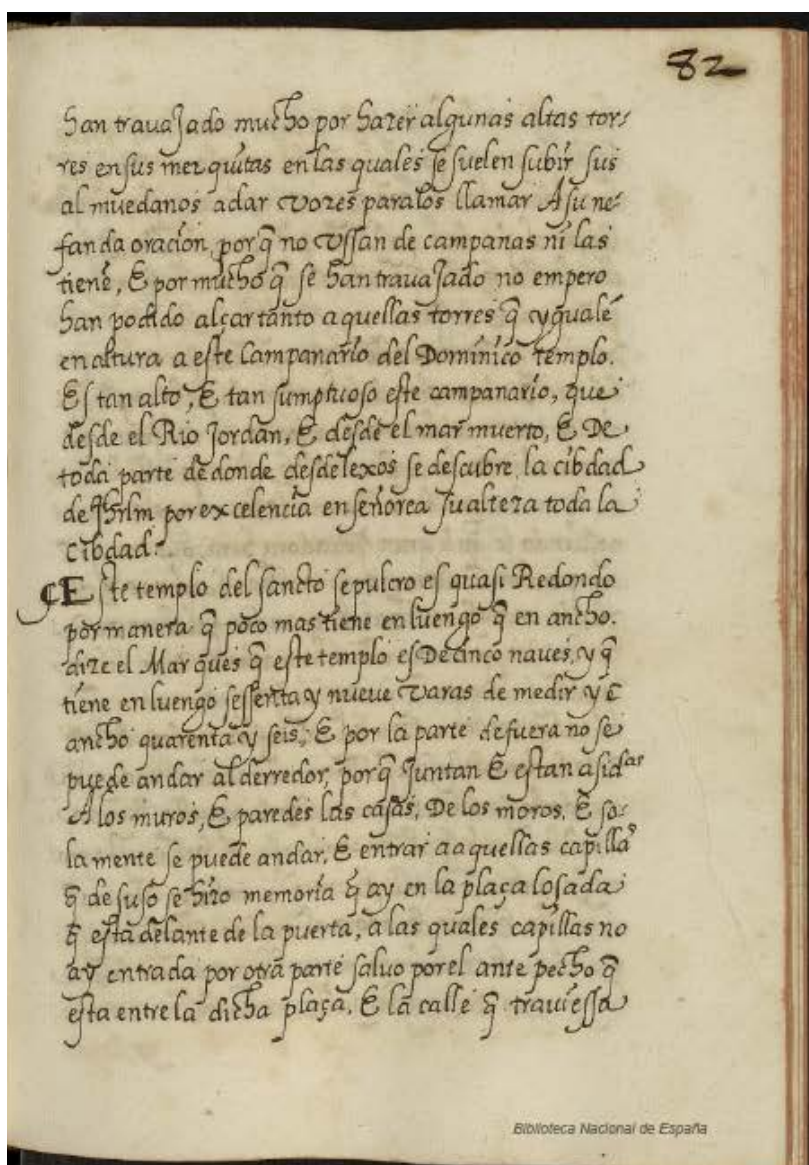 82
han trauaJado mucho por hazer algunas altas tor-
res en sus mezquitas en las quales se suelen subir sus
almuedanos a dar vozes para los llamar A su ne-
fanda oraçion, porq̃ no vssan de campanas ni las
tienẽ, E por mucho q̃ se han trauaJado no empero
han podido alçar tanto aquellas torres q̃ ygualẽ
en altura a este Campanario del Dominico templo.
Es tan alto, E tan sumptuoso este campanario, que
desde el Rio Jordan, E desde el mar muerto, E De
toda parte de donde desde lexos se descubre la cibdad
de Jhrlm por excelencia enseñorea su alteza toda la
Cibdad.
¶ Este templo del sancto sepulcro es quasi Redondo
por manera q̃ poco mas tiene en luengo q̃ en ancho.
dize el Marques q̃ este templo es De cinco naues, y q̃
tiene en luengo sessenta y nueue varas de medir y ẽ
ancho quarenta y seis, E por la parte de fuera no se
puede andar al derredor, porq̃ Juntan E estan asidas
A los muros, E paredes las casas, De los moros, E so-
lamente se puede andar, E entrar a aquellas capillas
q̃ de suso se hizo memoria q̃ ay en la plaça losada
q̃ esta delante de la puerta, a las quales capillas no
ay entrada por otra parte saluo por el ante pecho q̃
esta entre la dicha plaça, E la calle q̃ trauiessa
Biblioteca Nacional de España